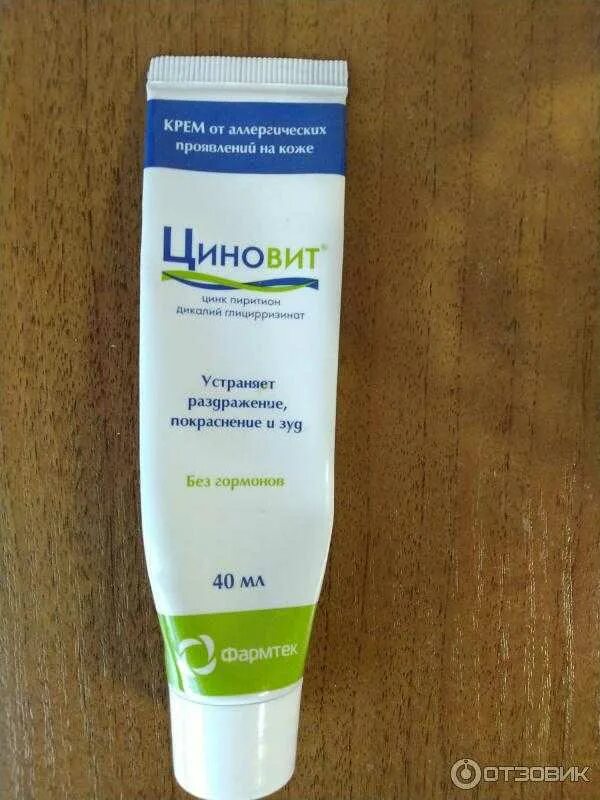 КРЕМ от аллергических
проявлений на коже
Циновит®
цинк пиритион
дикалий глицирризинат
Устраняет
раздражение,
покраснение и зуд
Без гормонов
40 мл
Фармтек
ОТЗОВИК